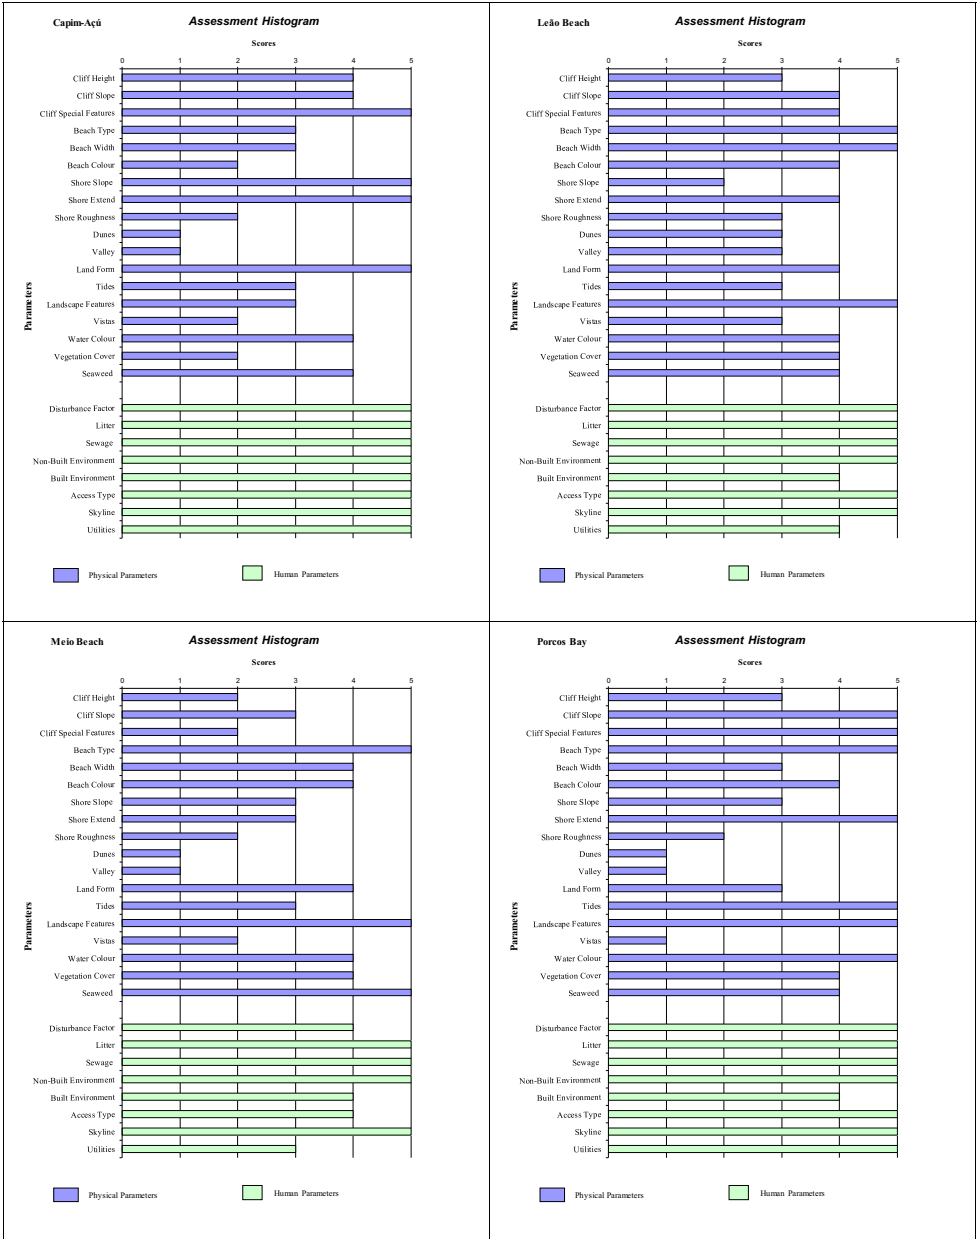 Capim-Açú
Assessment Histogram
Scores
0 1 2 3 4 5
Parameters
Cliff Height
Cliff Slope
Cliff Special Features
Beach Type
Beach Width
Beach Colour
Shore Slope
Shore Extend
Shore Roughness
Dunes
Valley
Land Form
Tides
Landscape Features
Vistas
Water Colour
Vegetation Cover
Seaweed
Disturbance Factor
Litter
Sewage
Non-Built Environment
Built Environment
Access Type
Skyline
Utilities
Physical Parameters
Human Parameters
Leão Beach
Assessment Histogram
Scores
0 1 2 3 4 5
Parameters
Cliff Height
Cliff Slope
Cliff Special Features
Beach Type
Beach Width
Beach Colour
Shore Slope
Shore Extend
Shore Roughness
Dunes
Valley
Land Form
Tides
Landscape Features
Vistas
Water Colour
Vegetation Cover
Seaweed
Disturbance Factor
Litter
Sewage
Non-Built Environment
Built Environment
Access Type
Skyline
Utilities
Physical Parameters
Human Parameters
Meio Beach
Assessment Histogram
Scores
0 1 2 3 4 5
Parameters
Cliff Height
Cliff Slope
Cliff Special Features
Beach Type
Beach Width
Beach Colour
Shore Slope
Shore Extend
Shore Roughness
Dunes
Valley
Land Form
Tides
Landscape Features
Vistas
Water Colour
Vegetation Cover
Seaweed
Disturbance Factor
Litter
Sewage
Non-Built Environment
Built Environment
Access Type
Skyline
Utilities
Physical Parameters
Human Parameters
Porcos Bay
Assessment Histogram
Scores
0 1 2 3 4 5
Parameters
Cliff Height
Cliff Slope
Cliff Special Features
Beach Type
Beach Width
Beach Colour
Shore Slope
Shore Extend
Shore Roughness
Dunes
Valley
Land Form
Tides
Landscape Features
Vistas
Water Colour
Vegetation Cover
Seaweed
Disturbance Factor
Litter
Sewage
Non-Built Environment
Built Environment
Access Type
Skyline
Utilities
Physical Parameters
Human Parameters